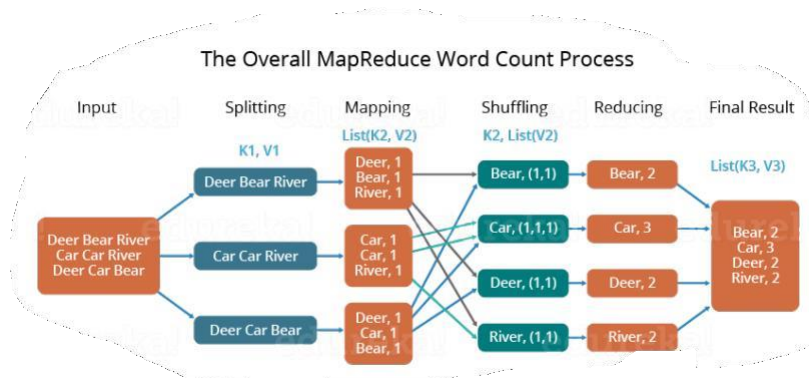 The Overall MapReduce Word Count Process
Input
Splitting
Mapping
Shuffling
Reducing
Final Result
K1, V1
List(K2, V2)
K2, List(V2)
List(K3, V3)
Deer Bear River
Car Car River
Deer Car Bear
Deer Bear River
Car Car River
Deer Car Bear
Deer, 1
Bear, 1
River, 1
Car, 1
Car, 1
River, 1
Deer, 1
Car, 1
Bear, 1
Bear, (1,1)
Car, (1,1,1)
Deer, (1,1)
River, (1,1)
Bear, 2
Car, 3
Deer, 2
River, 2
Bear, 2
Car, 3
Deer, 2
River, 2